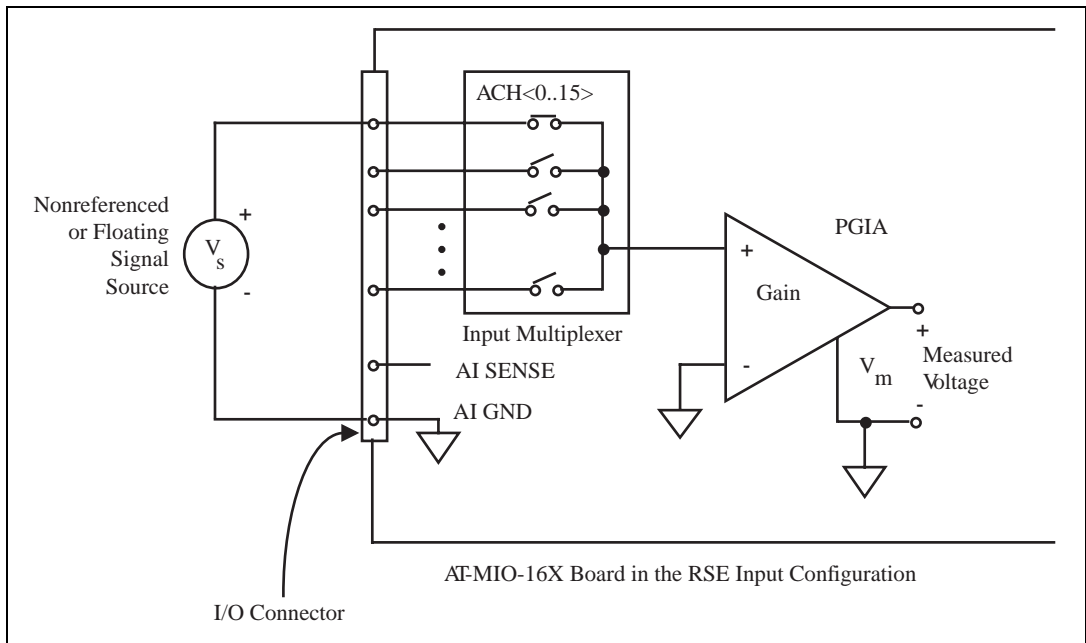 ACH<0..15>
Nonreferenced
or Floating
Signal
Source
+
V
s
-
PGIA
+
Gain
-
Input Multiplexer
AI SENSE
AI GND
+
V
m
Measured
Voltage
-
AT-MIO-16X Board in the RSE Input Configuration
I/O Connector